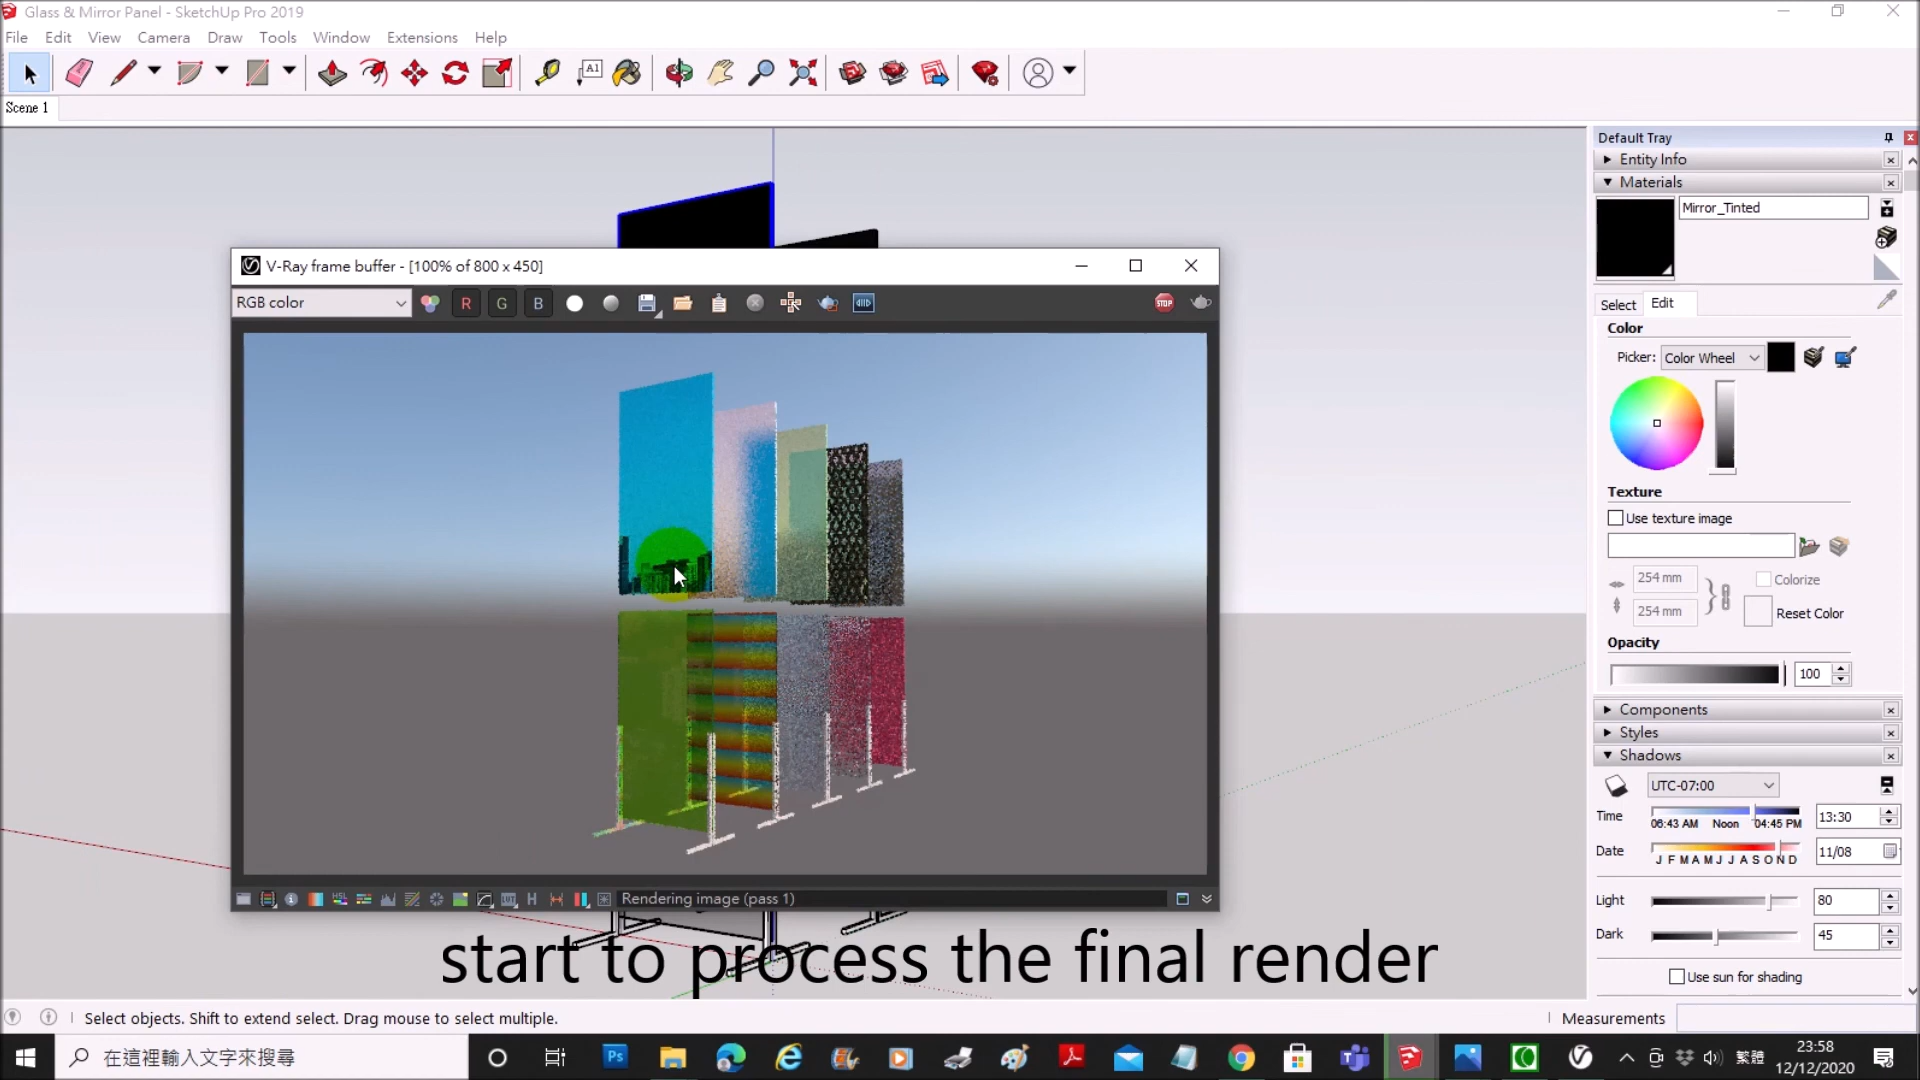 Glass & Mirror Panel - SketchUp Pro 2019
File Edit View Camera Draw Tools Window Extensions Help
A1
Scene 1
Default Tray
Entity Info
Materials
Mirror_Tinted
V-Ray frame buffer - [100% of 800 x 450]
RGB color
R G B
STOP
Select Edit
Color
Picker: Color Wheel
Texture
Use texture image
254 mm
Colorize
254 mm
Reset Color
Opacity
100
Components
Styles
Shadows
UTC-07:00
Time
06:43 AM Noon 04:45 PM
13:30
Date
J F M A M J J A S O N D
11/08
Light
80
Dark
45
Use sun for shading
HSL
H
Rendering image (pass 1)
start to process the final render
Select objects. Shift to extend select. Drag mouse to select multiple.
Measurements
在這裡輸入文字來搜尋
Ps
繁體
23:58
12/12/2020